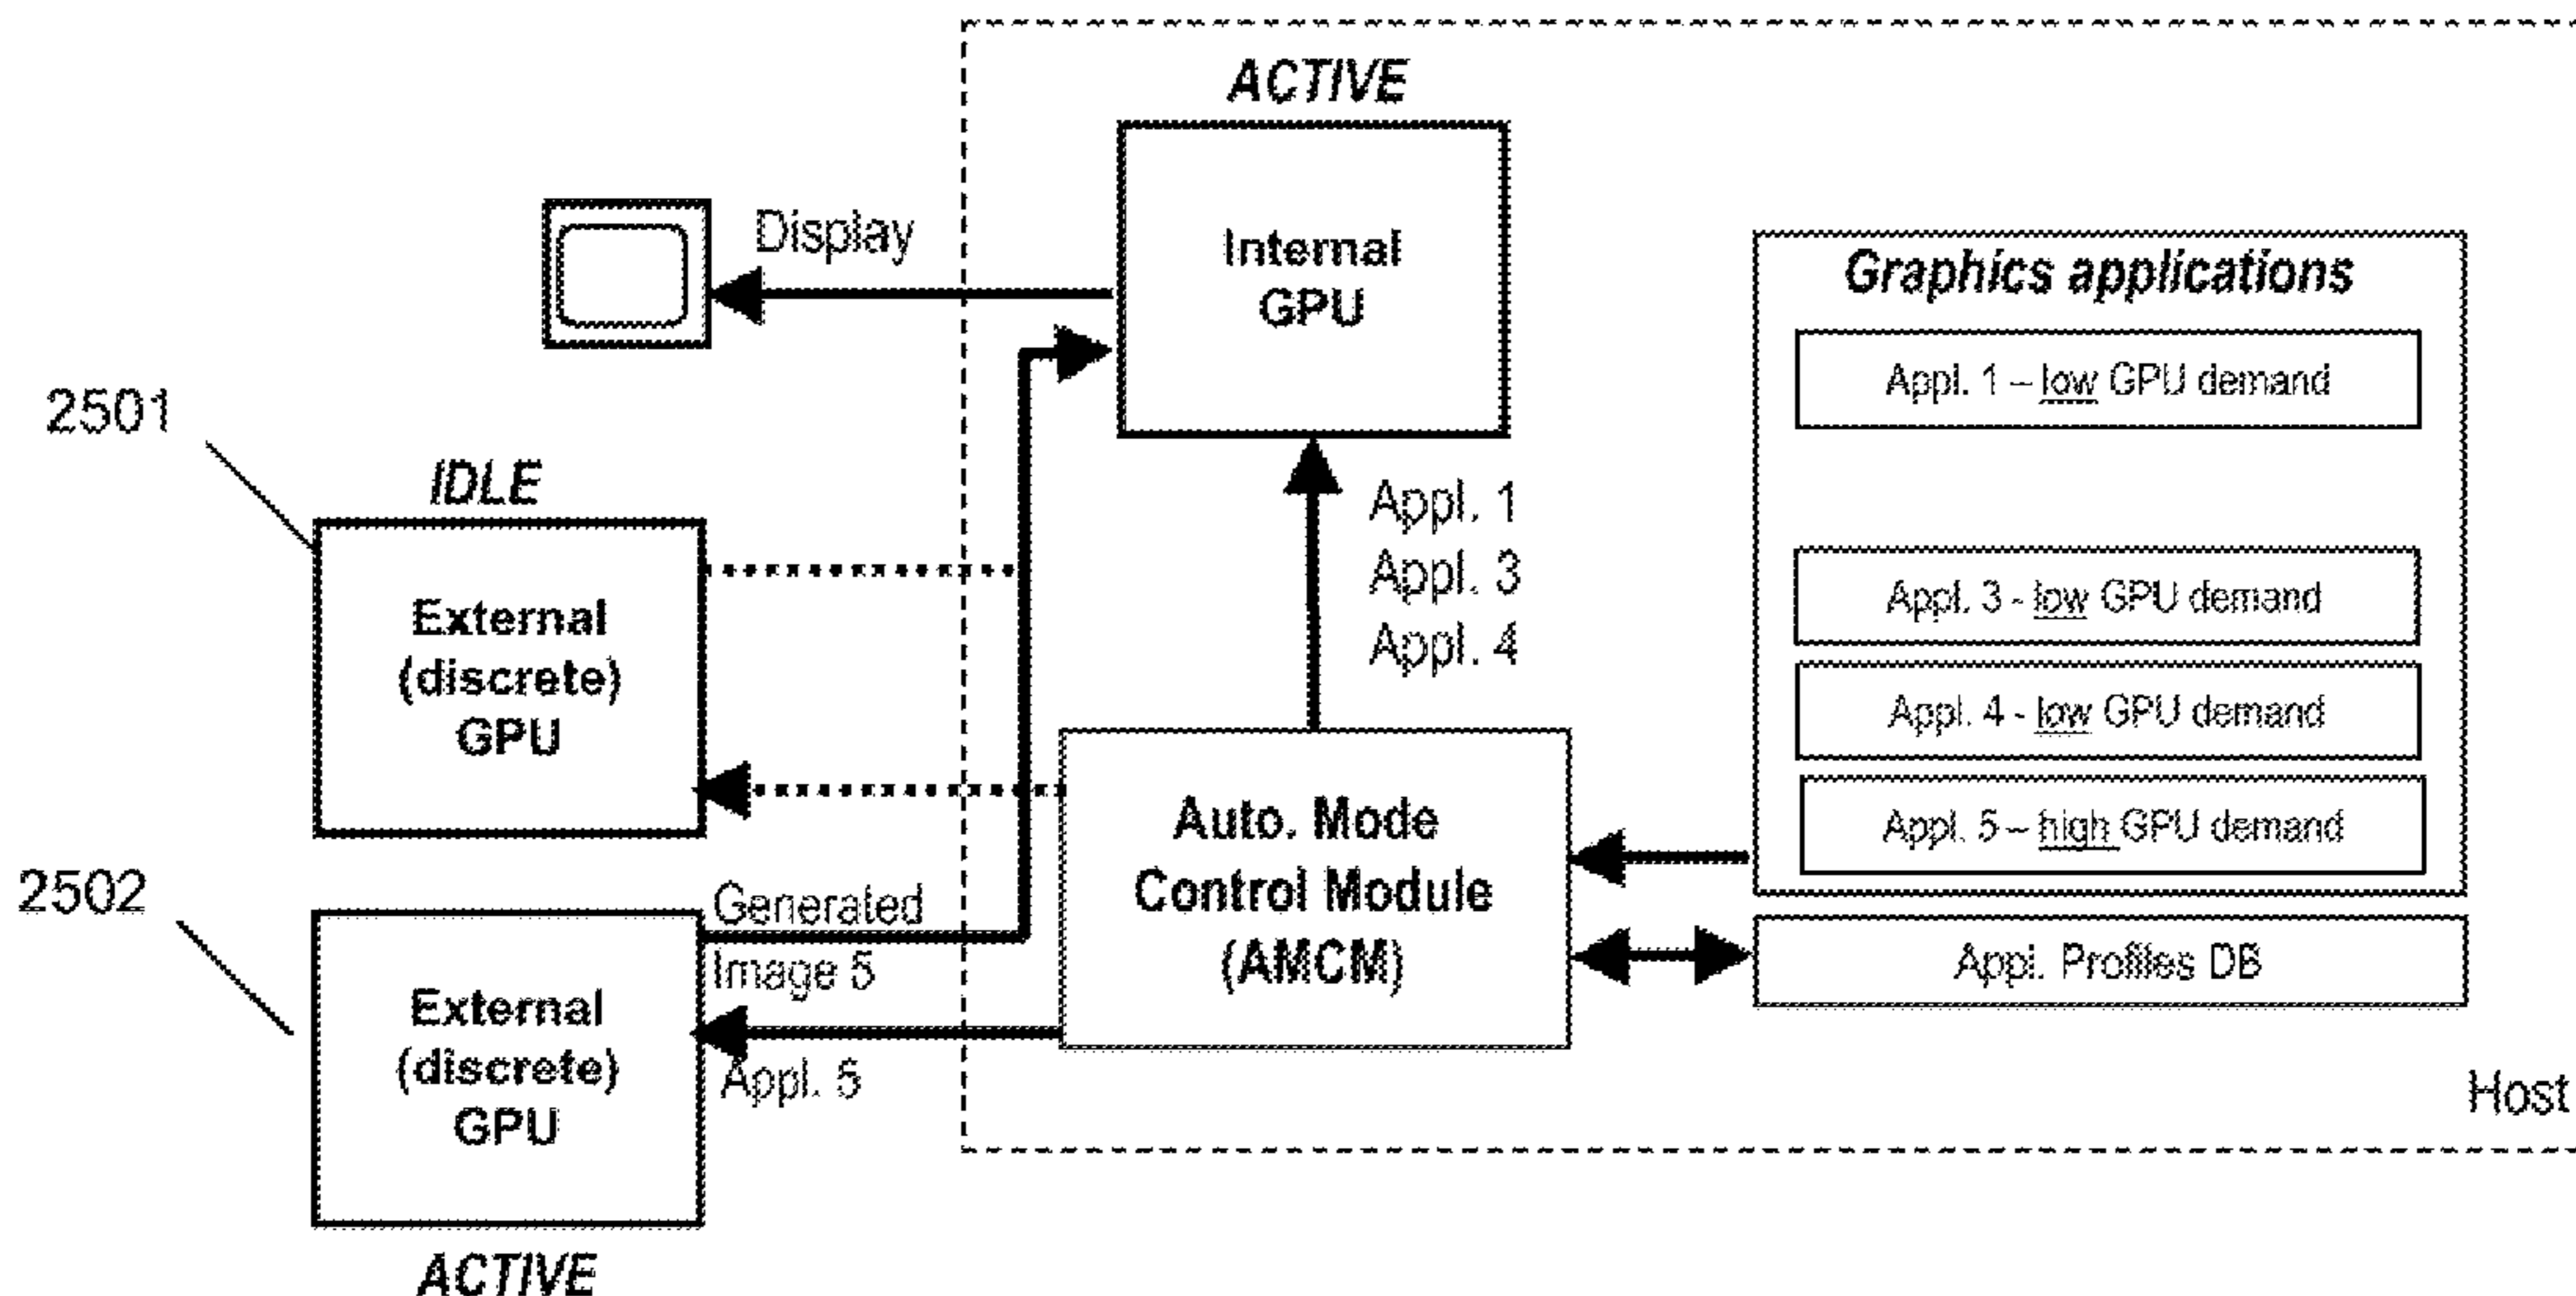 ACTIVE
Internal
GPU
Display
Graphics applications
Appl. 1 – low GPU demand
Appl. 3 - low GPU demand
Appl. 4 - low GPU demand
Appl. 5 – high GPU demand
Appl. Profiles DB
Appl. 1
Appl. 3
Appl. 4
2501
IDLE
External
(discrete)
GPU
Auto. Mode
Control Module
(AMCM)
2502
Generated
Image 5
Appl. 5
External
(discrete)
GPU
ACTIVE
Host